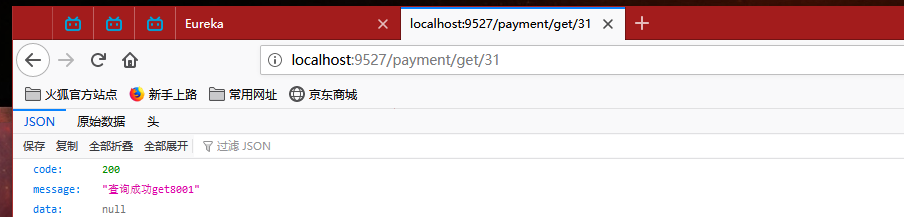 Eureka
localhost:9527/payment/get/31
localhost:9527/payment/get/31
火狐官方站点 新手上路 常用网址 京东商城
JSON 原始数据 头
保存 复制 全部折叠 全部展开 过滤 JSON
code: 200
message: "查询成功get8001"
data: null